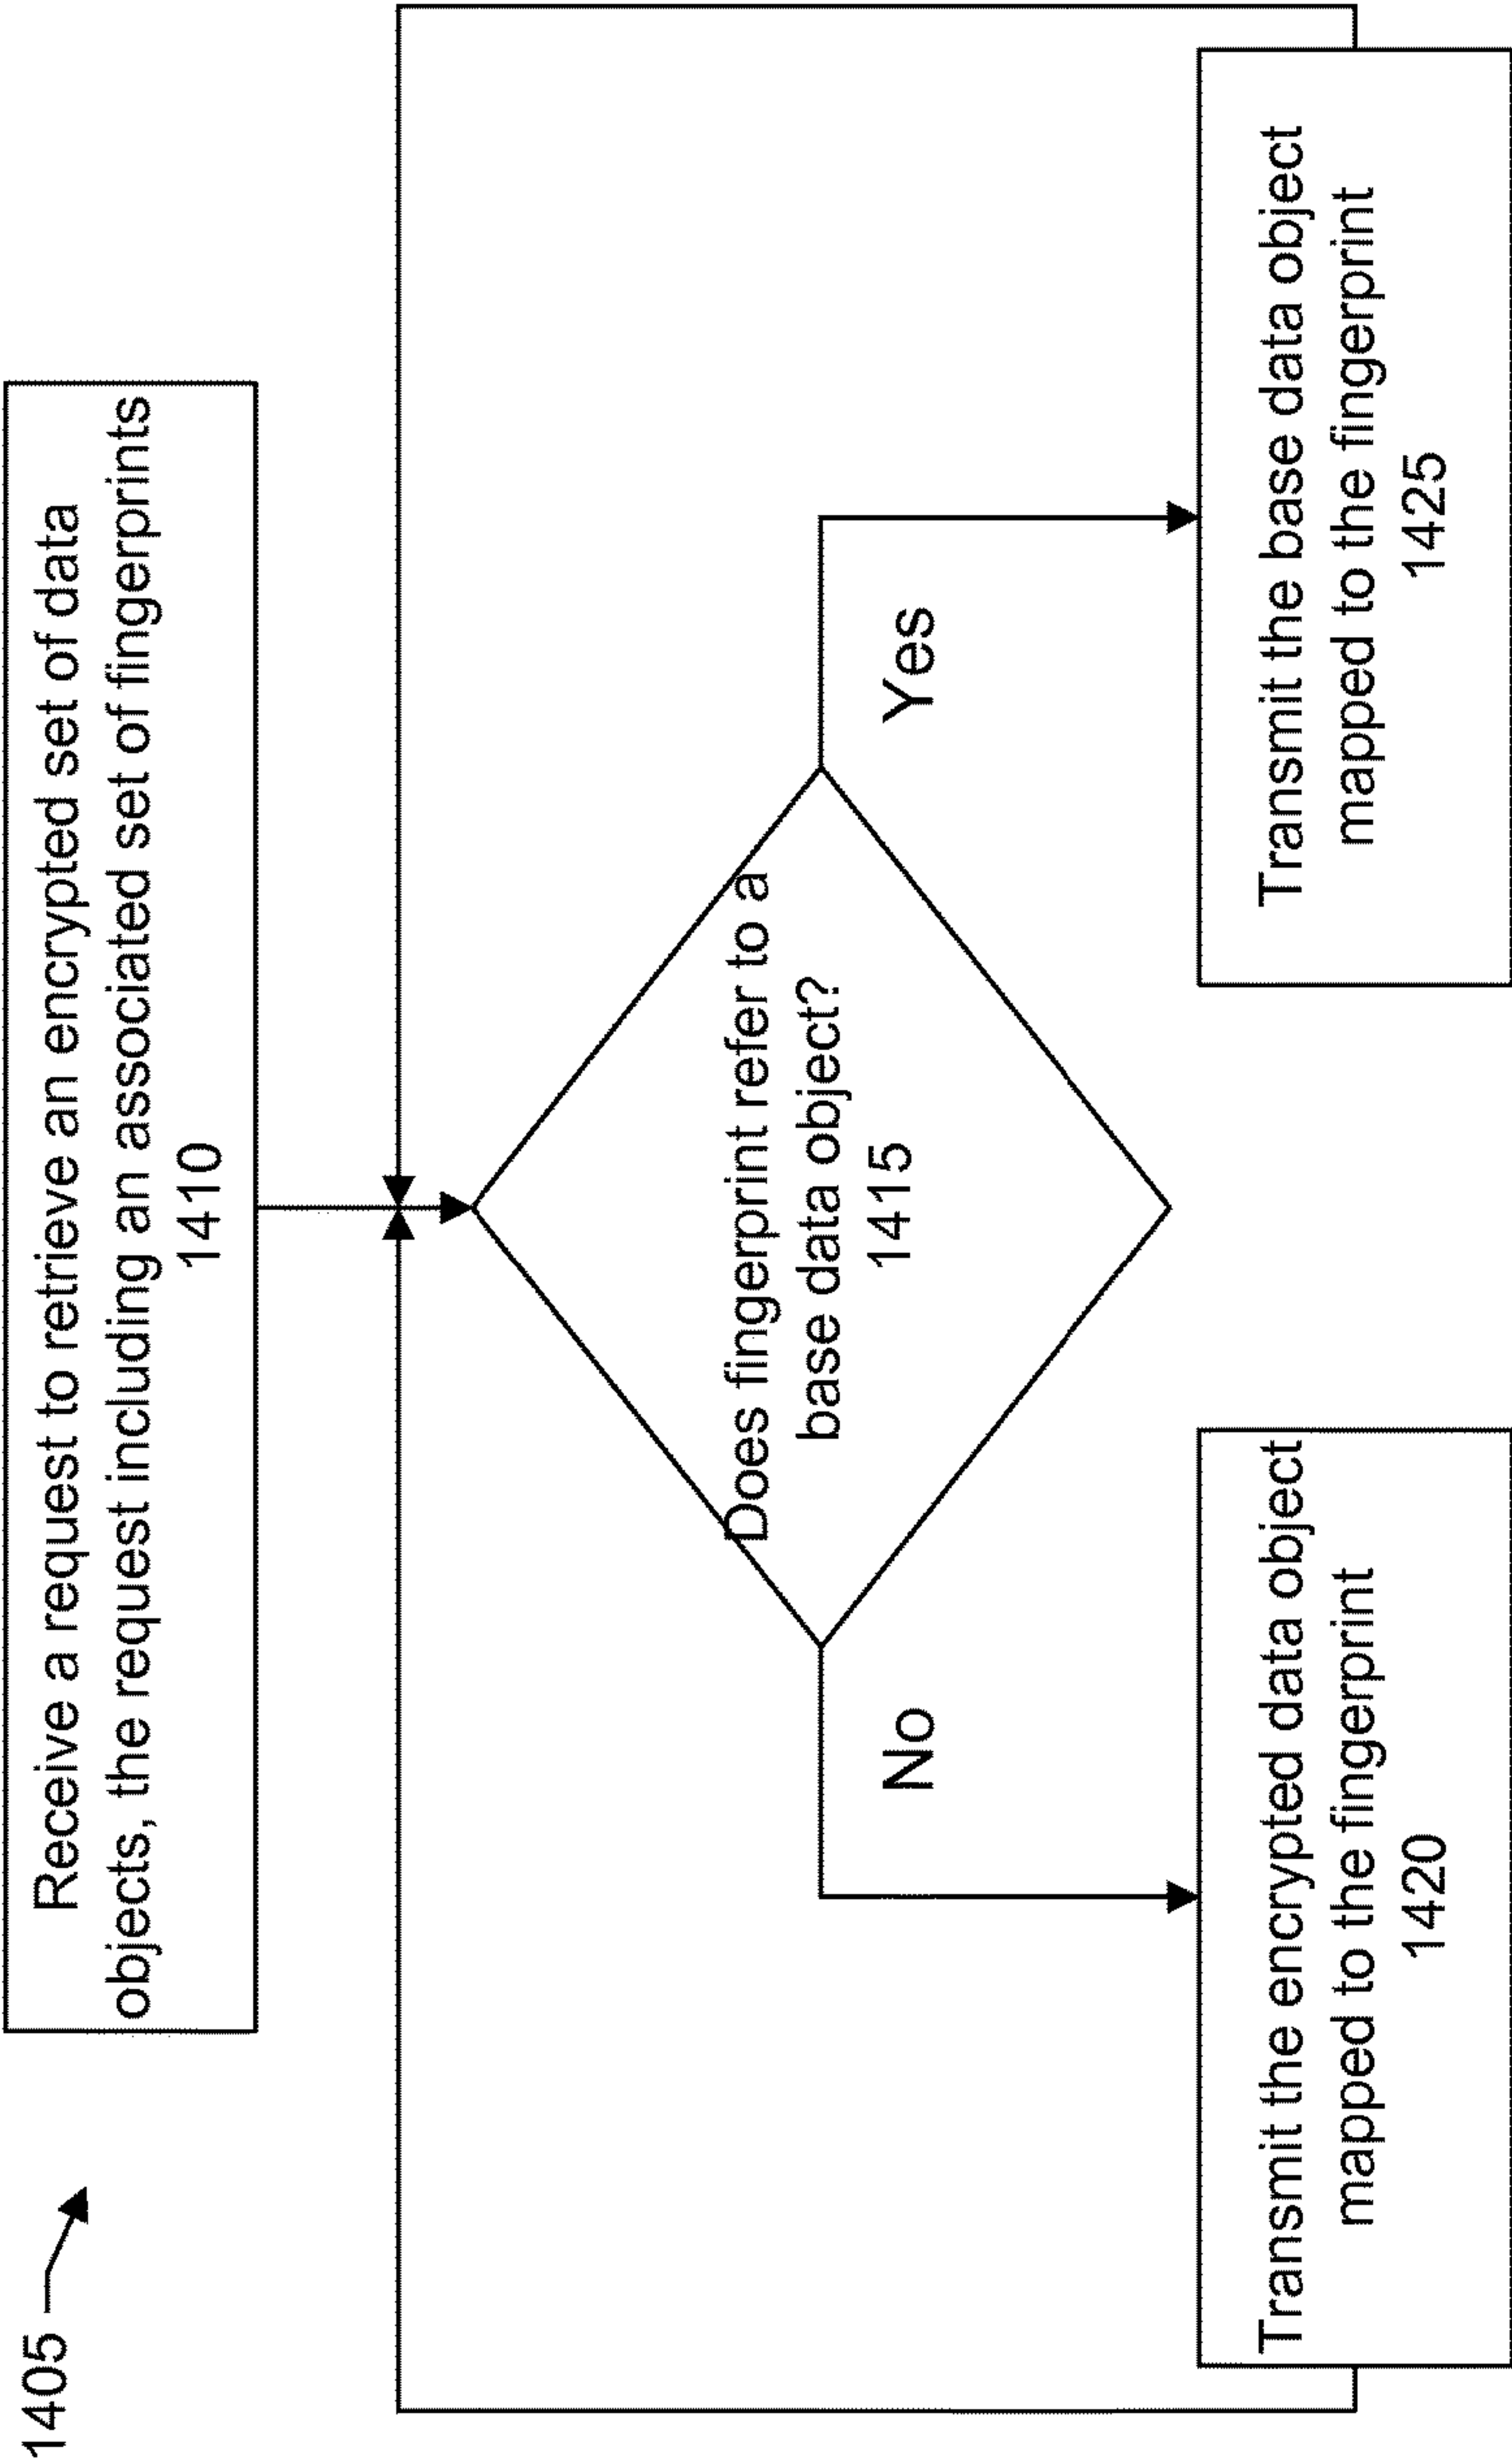 1405
Receive a request to retrieve an encrypted set of data
objects, the request including an associated set of fingerprints
1410
Does fingerprint refer to a
base data object?
1415
No
Yes
Transmit the encrypted data object
mapped to the fingerprint
1420
Transmit the base data object
mapped to the fingerprint
1425